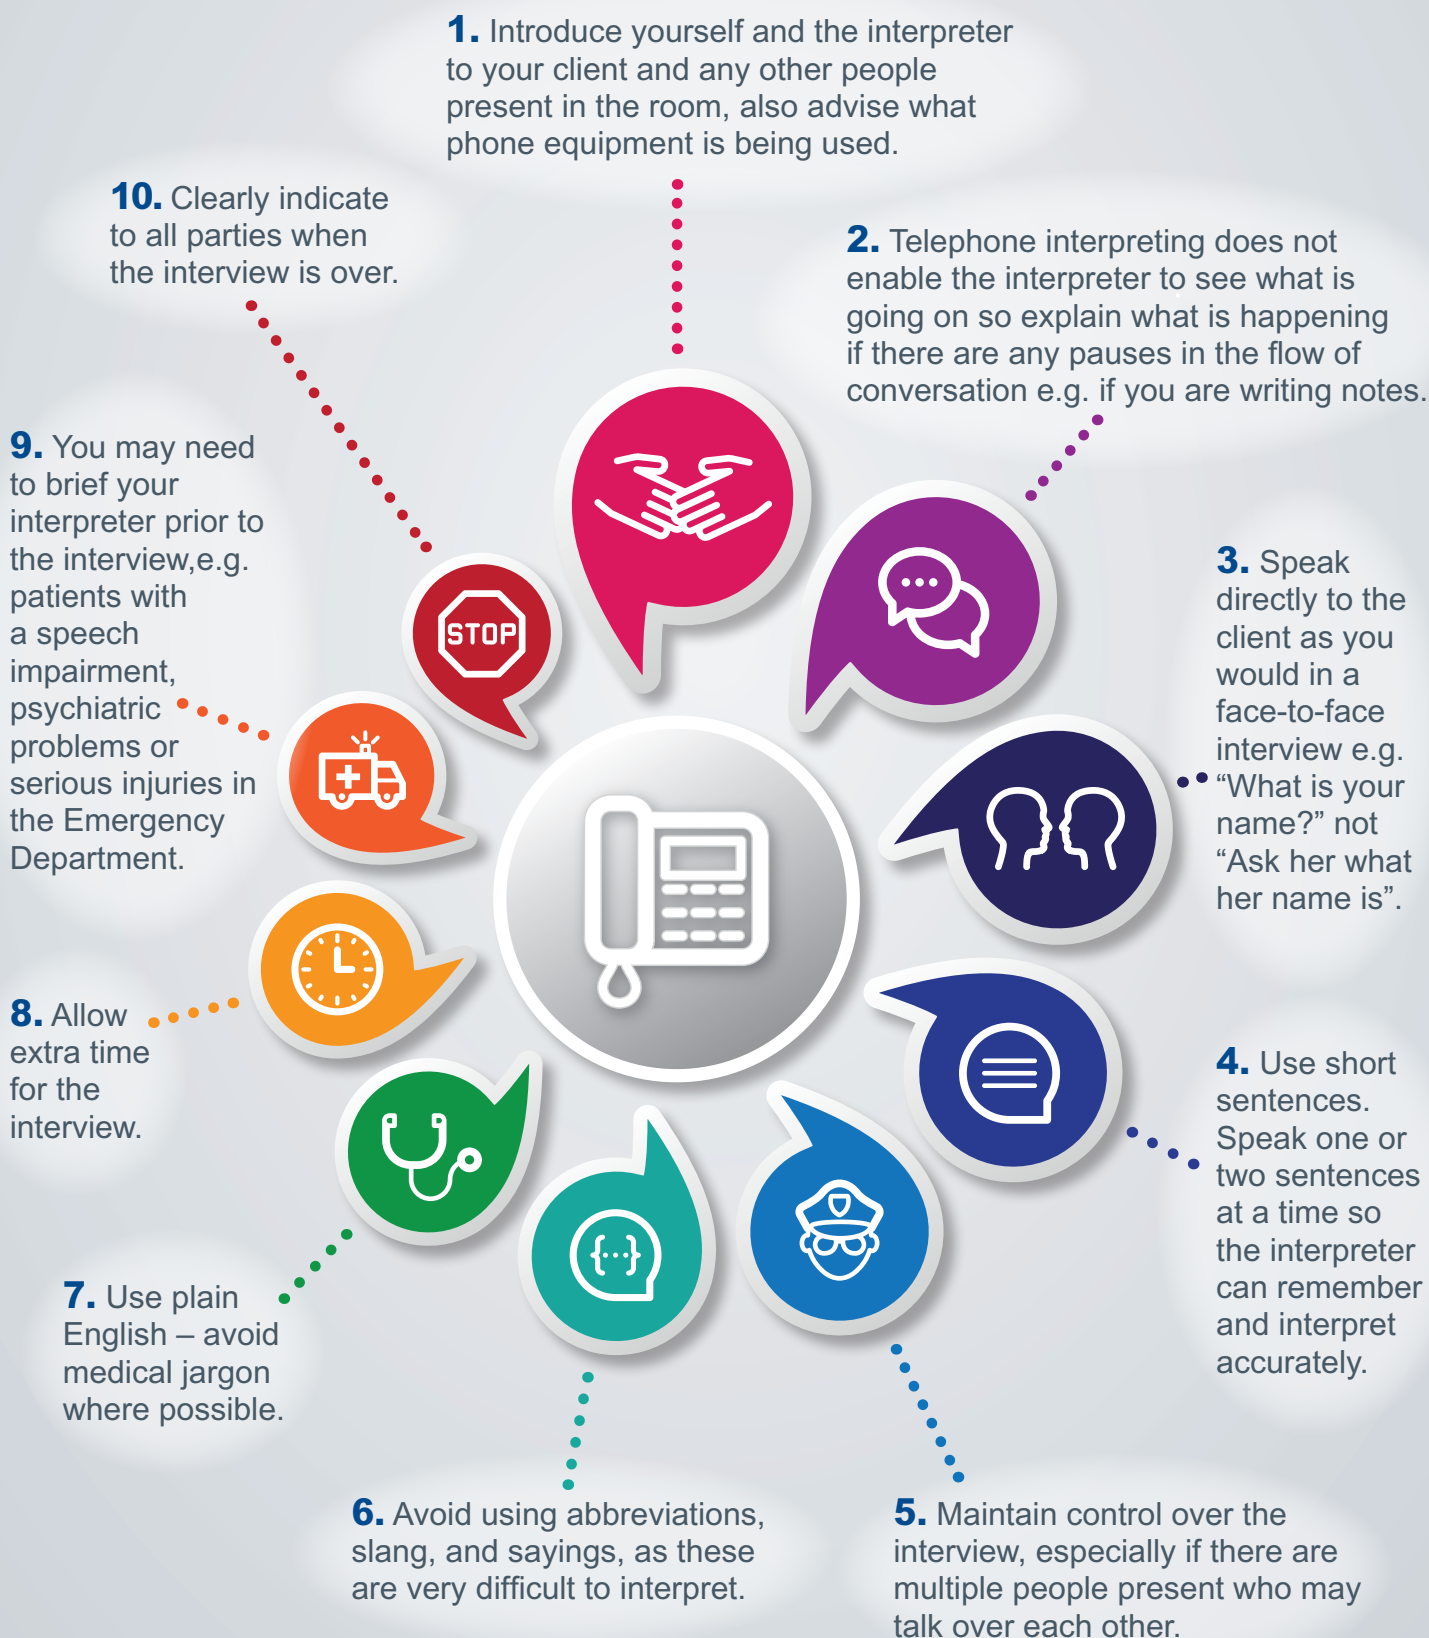 1. Introduce yourself and the interpreter
to your client and any other people
present in the room, also advise what
phone equipment is being used.
2. Telephone interpreting does not
enable the interpreter to see what is
going on so explain what is happening
if there are any pauses in the flow of
conversation e.g. if you are writing notes.
3. Speak
directly to the
client as you
would in a
face-to-face
interview e.g.
“What is your
name?” not
“Ask her what
her name is”.
4. Use short
sentences.
Speak one or
two sentences
at a time so
the interpreter
can remember
and interpret
accurately.
5. Maintain control over the
interview, especially if there are
multiple people present who may
talk over each other.
6. Avoid using abbreviations,
slang, and sayings, as these
are very difficult to interpret.
7. Use plain
English – avoid
medical jargon
where possible.
8. Allow
extra time
for the
interview.
9. You may need
to brief your
interpreter prior to
the interview,e.g.
patients with
a speech
impairment,
psychiatric
problems or
serious injuries in
the Emergency
Department.
10. Clearly indicate
to all parties when
the interview is over.
STOP